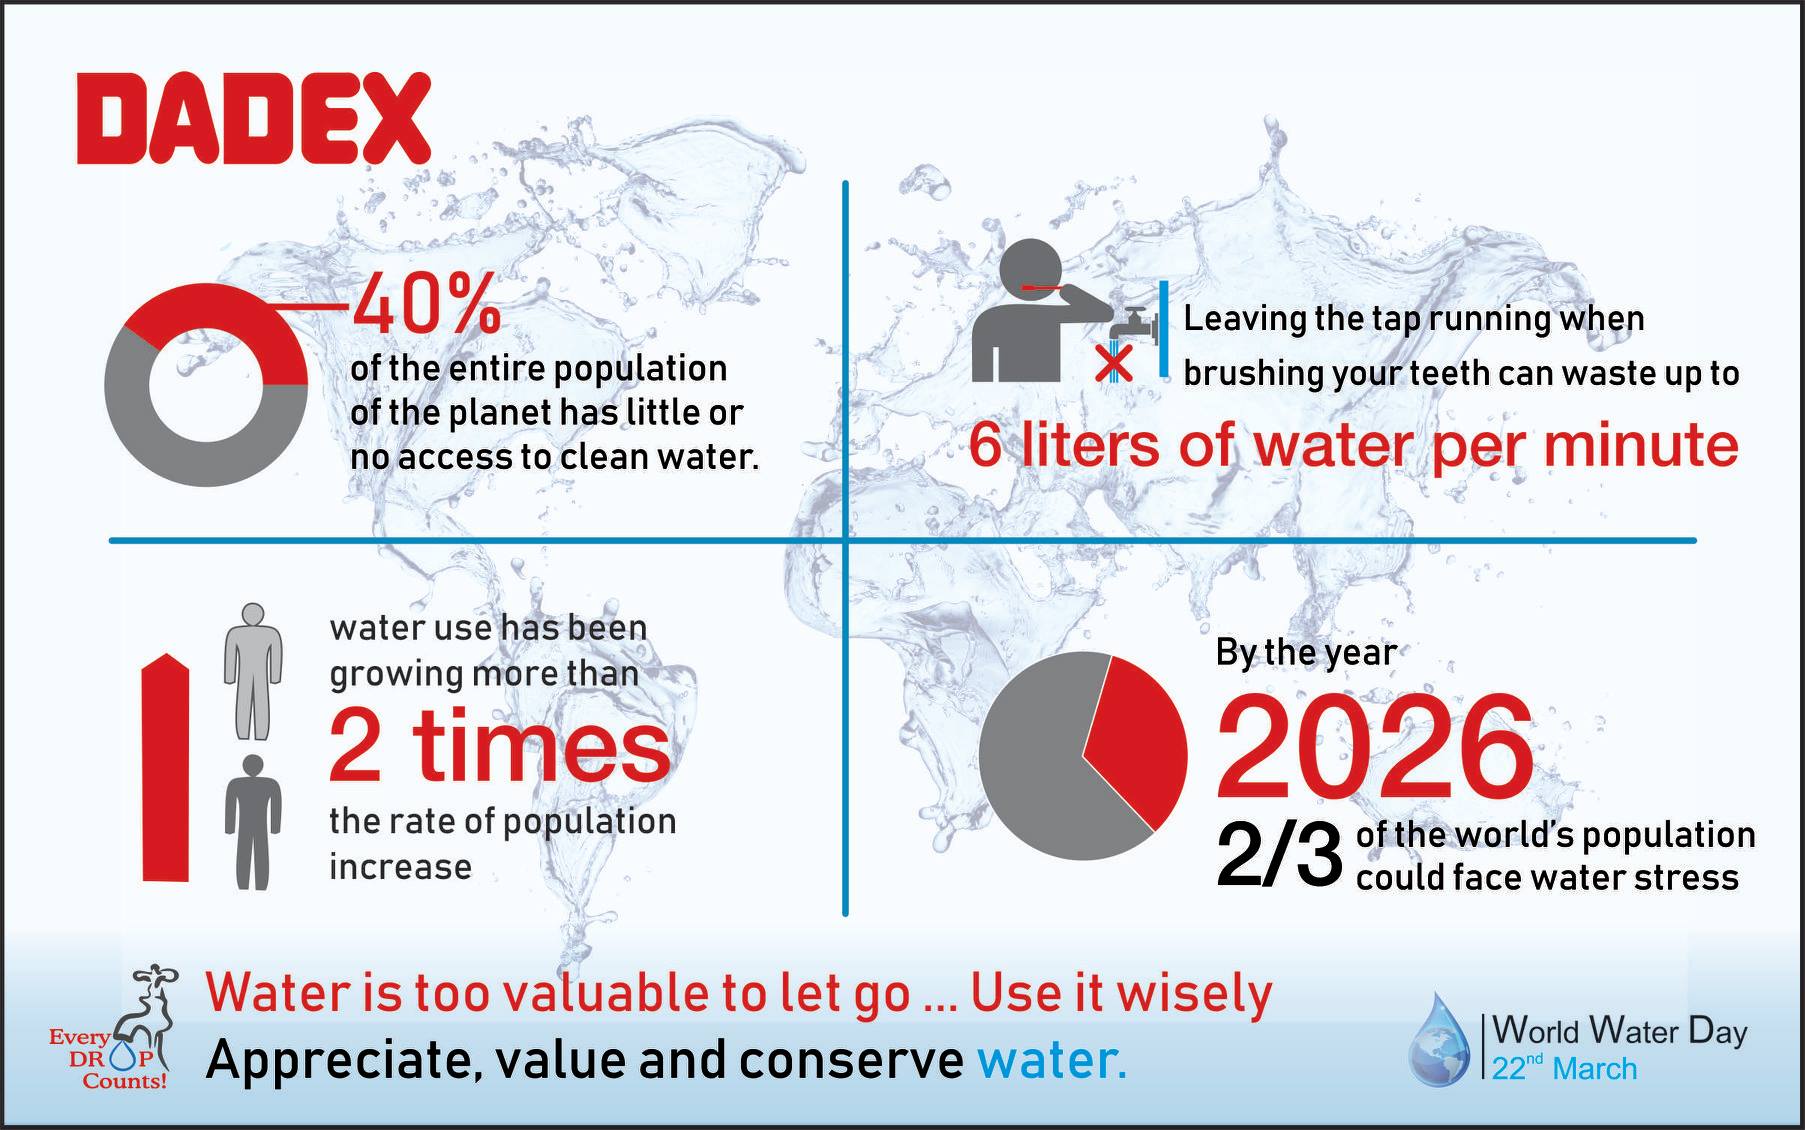 DADEX
40%
of the entire population
of the planet has little or
no access to clean water.
Leaving the tap running when
brushing your teeth can waste up to
6 liters of water per minute
water use has been
growing more than
2 times
the rate of population
increase
By the year
2026
2/3 of the world's population
could face water stress
Water is too valuable to let go ... Use it wisely
Appreciate, value and conserve water.
Every
DROP
Counts!
World Water Day
22nd March